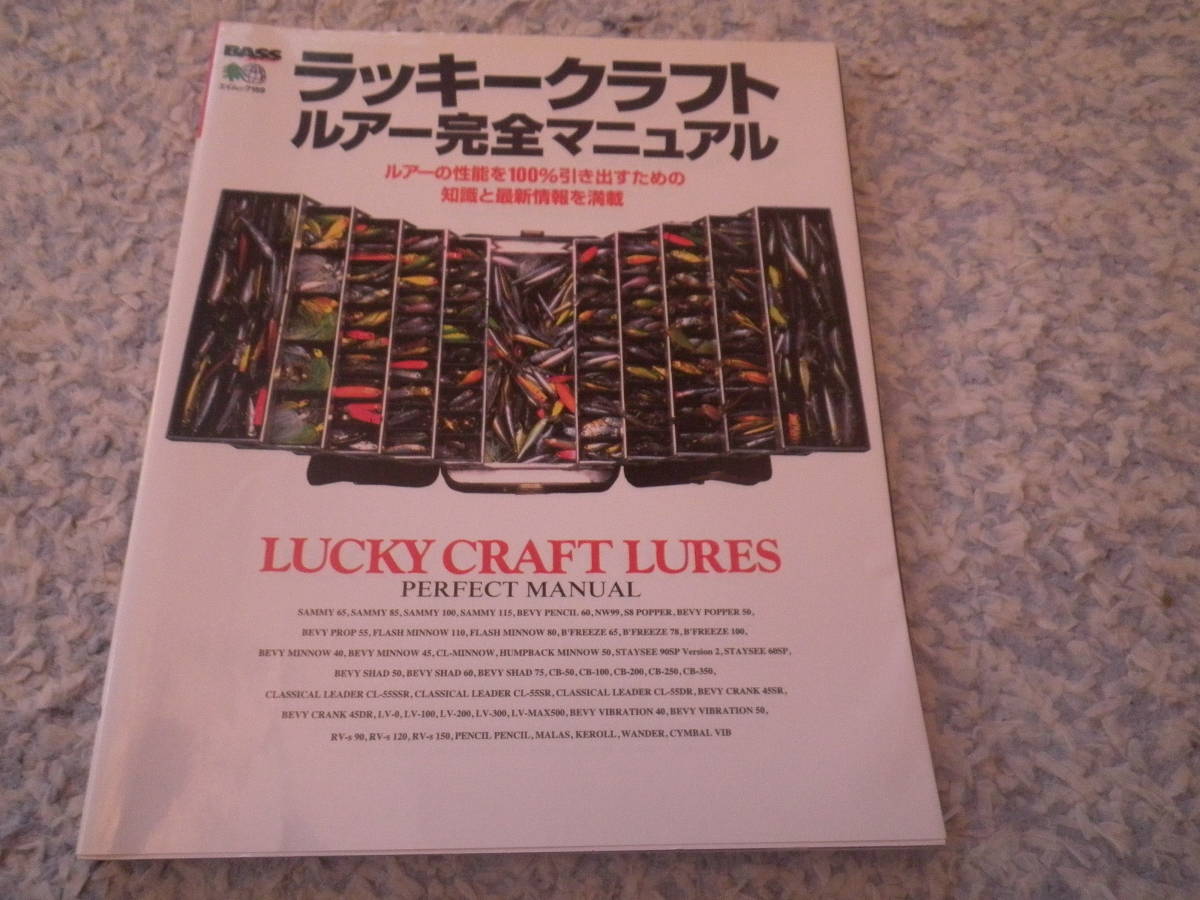 BASS
エイムック 169
ラッキークラフト
ルアー完全マニュアル
ルアーの性能を100%引き出すための
知識と最新情報を満載
LUCKY CRAFT LURES
PERFECT MANUAL
SAMMY 65, SAMMY 85, SAMMY 100, SAMMY 115, BEVY PENCIL 60, NW99, S8 POPPER, BEVY POPPER 50,
BEVY PROP 55, FLASH MINNOW 110, FLASH MINNOW 80, B'FREEZE 65, B'FREEZE 78, B'FREEZE 100,
BEVY MINNOW 40, BEVY MINNOW 45, CL-MINNOW, HUMPBACK MINNOW 50, STAYSEE 90SP Version 2, STAYSEE 60SP,
BEVY SHAD 50, BEVY SHAD 60, BEVY SHAD 75, CB-50, CB-100, CB-200, CB-250, CB-350,
CLASSICAL LEADER CL-55SSR, CLASSICAL LEADER CL-55SR, CLASSICAL LEADER CL-55DR, BEVY CRANK 45SR,
BEVY CRANK 45DR, LV-0, LV-100, LV-200, LV-300, LV-MAX500, BEVY VIBRATION 40, BEVY VIBRATION 50,
RV-s 90, RV-s 120, RV-s 150, PENCIL PENCIL, MALAS, KEROLL, WANDER, CYMBAL VIB